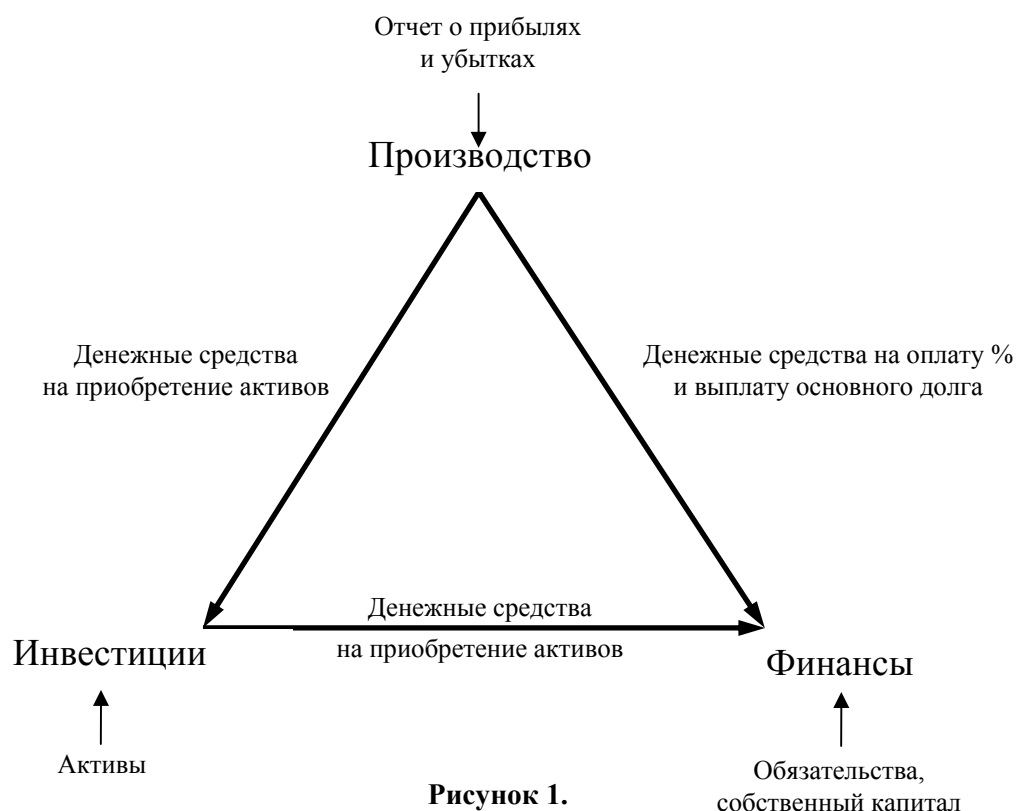 Отчет о прибылях
и убытках
Производство
Денежные средства
на приобретение активов
Денежные средства на оплату %
и выплату основного долга
Денежные средства
на приобретение активов
Инвестиции
Финансы
Активы
Обязательства,
собственный капитал
Рисунок 1.